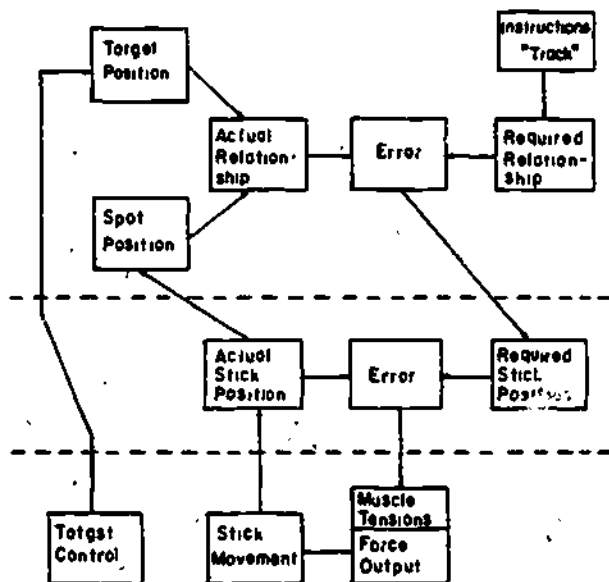 Instructions
"Track"
Target
Position
Actual
Relation-
ship
Error
Required
Relation-
ship
Spot
Position
Actual
Stick
Position
Error
Required
Stick
Position
Target
Control
Stick
Movement
Muscle
Tensions
Force
Output